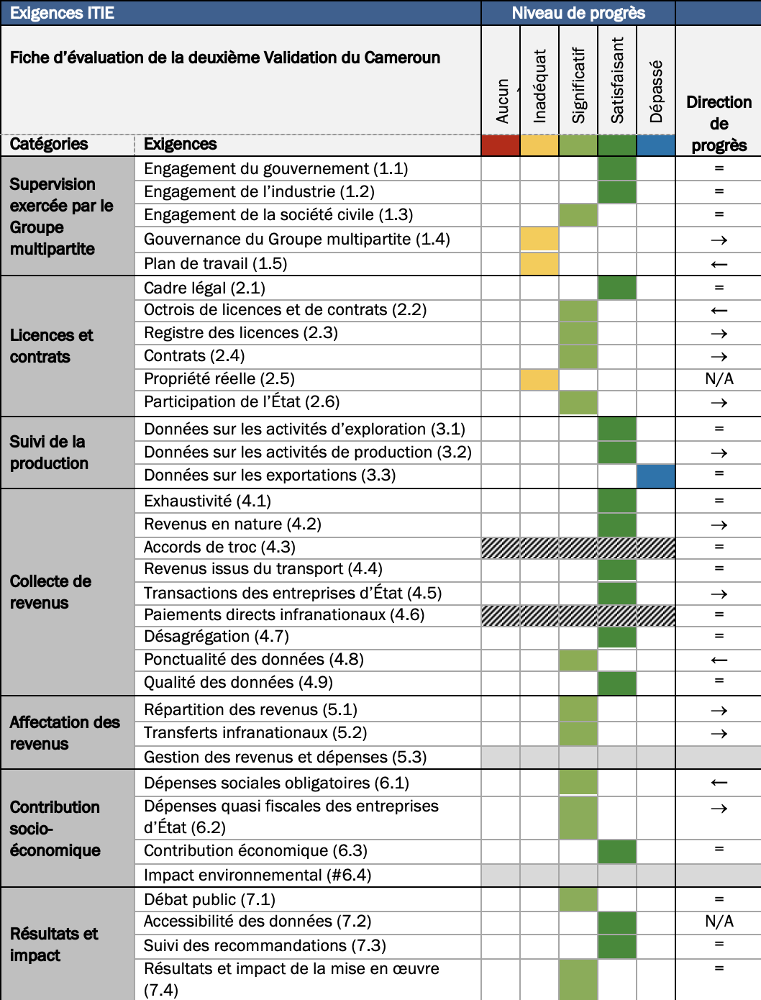 Exigences ITIE Niveau de progrès
Fiche d’évaluation de la deuxième Validation du Cameroun
Aucun
Inadéquat
Significatif
Satisfaisant
Dépassé
Direction
de
progrès
Catégories Exigences
Supervision
exercée par le
Groupe
multipartite
Engagement du gouvernement (1.1) =
Engagement de l’industrie (1.2) =
Engagement de la société civile (1.3) =
Gouvernance du Groupe multipartite (1.4) →
Plan de travail (1.5) ←
Licences et
contrats
Cadre légal (2.1) =
Octrois de licences et de contrats (2.2) ←
Registre des licences (2.3) →
Contrats (2.4) →
Propriété réelle (2.5) N/A
Participation de l’État (2.6) →
Suivi de la
production
Données sur les activités d’exploration (3.1) =
Données sur les activités de production (3.2) →
Données sur les exportations (3.3) =
Collecte de
revenus
Exhaustivité (4.1) =
Revenus en nature (4.2) →
Accords de troc (4.3) =
Revenus issus du transport (4.4) =
Transactions des entreprises d’État (4.5) →
Paiements directs infranationaux (4.6) =
Désagrégation (4.7) =
Ponctualité des données (4.8) ←
Qualité des données (4.9) =
Affectation des
revenus
Répartition des revenus (5.1) →
Transferts infranationaux (5.2) →
Gestion des revenus et dépenses (5.3)
Contribution
socio-
économique
Dépenses sociales obligatoires (6.1) ←
Dépenses quasi fiscales des entreprises →
d’État (6.2)
Contribution économique (6.3) =
Impact environnemental (#6.4)
Résultats et
impact
Débat public (7.1) =
Accessibilité des données (7.2) N/A
Suivi des recommandations (7.3) =
Résultats et impact de la mise en œuvre =
(7.4)